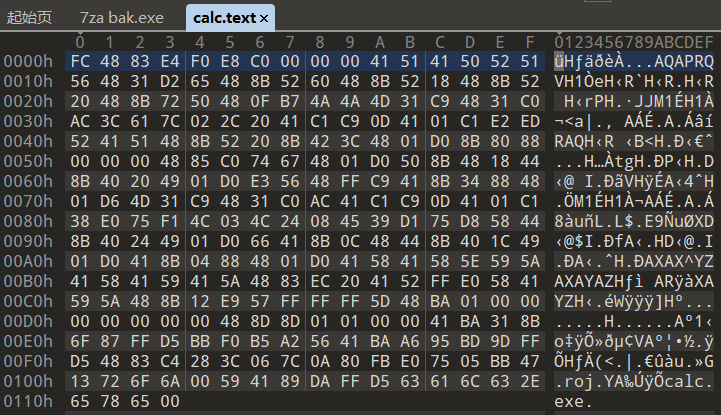 起始页 7za bak.exe calc.text ×
0 1 2 3 4 5 6 7 8 9 A B C D E F 0123456789ABCDEF
0000h FC 48 83 E4 F0 E8 C0 00 00 00 41 51 41 50 52 51 üHƒäðèÀ...AQAPRQ
0010h 56 48 31 D2 65 48 8B 52 60 48 8B 52 18 48 8B 52 VH1ÒeH‹R`H‹R.H‹R
0020h 20 48 8B 72 50 48 0F B7 4A 4A 4D 31 C9 48 31 C0  H‹rPH.·JJM1ÉH1À
0030h AC 3C 61 7C 02 2C 20 41 C1 C9 0D 41 01 C1 E2 ED ¬<a|., AÁÉ.A.Áâí
0040h 52 41 51 48 8B 52 20 8B 42 3C 48 01 D0 8B 80 88 RAQH‹R ‹B<H.Ð‹€ˆ
0050h 00 00 00 48 85 C0 74 67 48 01 D0 50 8B 48 18 44 ...H…ÀtgH.ÐP‹H.D
0060h 8B 40 20 49 01 D0 E3 56 48 FF C9 41 8B 34 88 48 ‹@ I.ÐãVHÿÉA‹4ˆH
0070h 01 D6 4D 31 C9 48 31 C0 AC 41 C1 C9 0D 41 01 C1 .ÖM1ÉH1À¬AÁÉ.A.Á
0080h 38 E0 75 F1 4C 03 4C 24 08 45 39 D1 75 D8 58 44 8àuñL.L$.E9ÑuØXD
0090h 8B 40 24 49 01 D0 66 41 8B 0C 48 44 8B 40 1C 49 ‹@$I.ÐfA‹.HD‹@.I
00A0h 01 D0 41 8B 04 88 48 01 D0 41 58 41 58 5E 59 5A .ÐA‹.ˆH.ÐAXAX^YZ
00B0h 41 58 41 59 41 5A 48 83 EC 20 41 52 FF E0 58 41 AXAYAZHƒì ARÿàXA
00C0h 59 5A 48 8B 12 E9 57 FF FF FF 5D 48 BA 01 00 00 YZH‹.éWÿÿÿ]Hº...
00D0h 00 00 00 00 00 48 8D 8D 01 01 00 00 41 BA 31 8B .....H......Aº1‹
00E0h 6F 87 FF D5 BB F0 B5 A2 56 41 BA A6 95 BD 9D FF o‡ÿÕ»ðµ¢VAº¦•½.ÿ
00F0h D5 48 83 C4 28 3C 06 7C 0A 80 FB E0 75 05 BB 47 ÕHƒÄ(<.|.€ûàu.»G
0100h 13 72 6F 6A 00 59 41 89 DA FF D5 63 61 6C 63 2E .roj.YA‰ÚÿÕcalc.
0110h 65 78 65 00 exe.